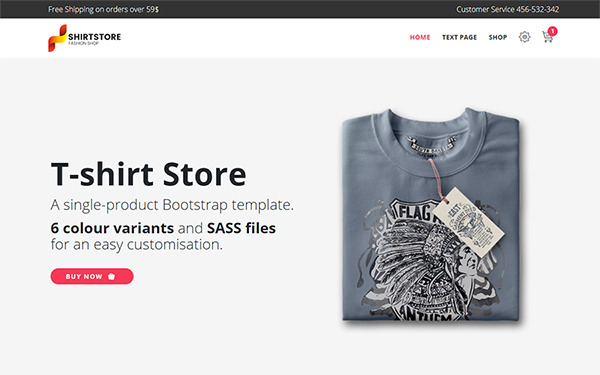 Free Shipping on orders over 59$
Customer Service 456-532-342
SHIRTSTORE
FASHION SHOP
HOME TEXT PAGE SHOP 1
T-shirt Store
A single-product Bootstrap template.
6 colour variants and SASS files
for an easy customisation.
BUY NOW
FLAG
ANTHEM
EAST